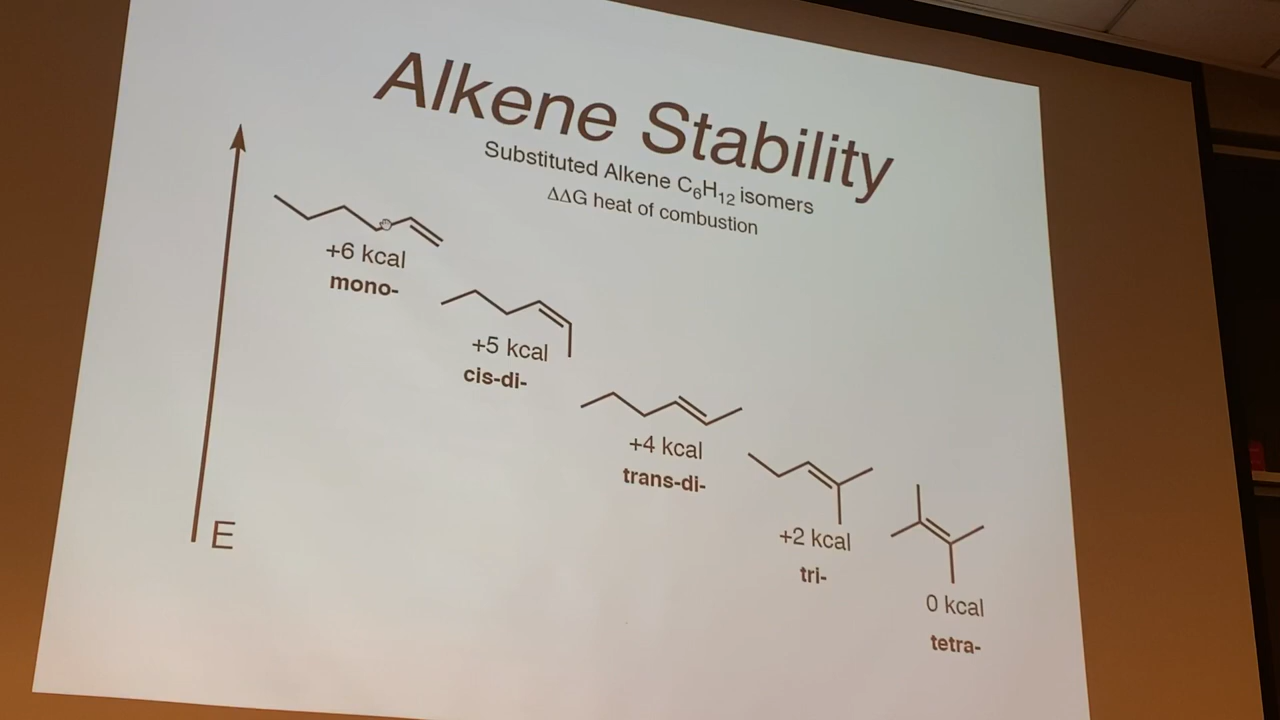 Alkene Stability
Substituted Alkene C₆H₁₂ isomers
ΔΔG heat of combustion
+6 kcal
mono-
+5 kcal
cis-di-
+4 kcal
trans-di-
+2 kcal
tri-
0 kcal
tetra-
E